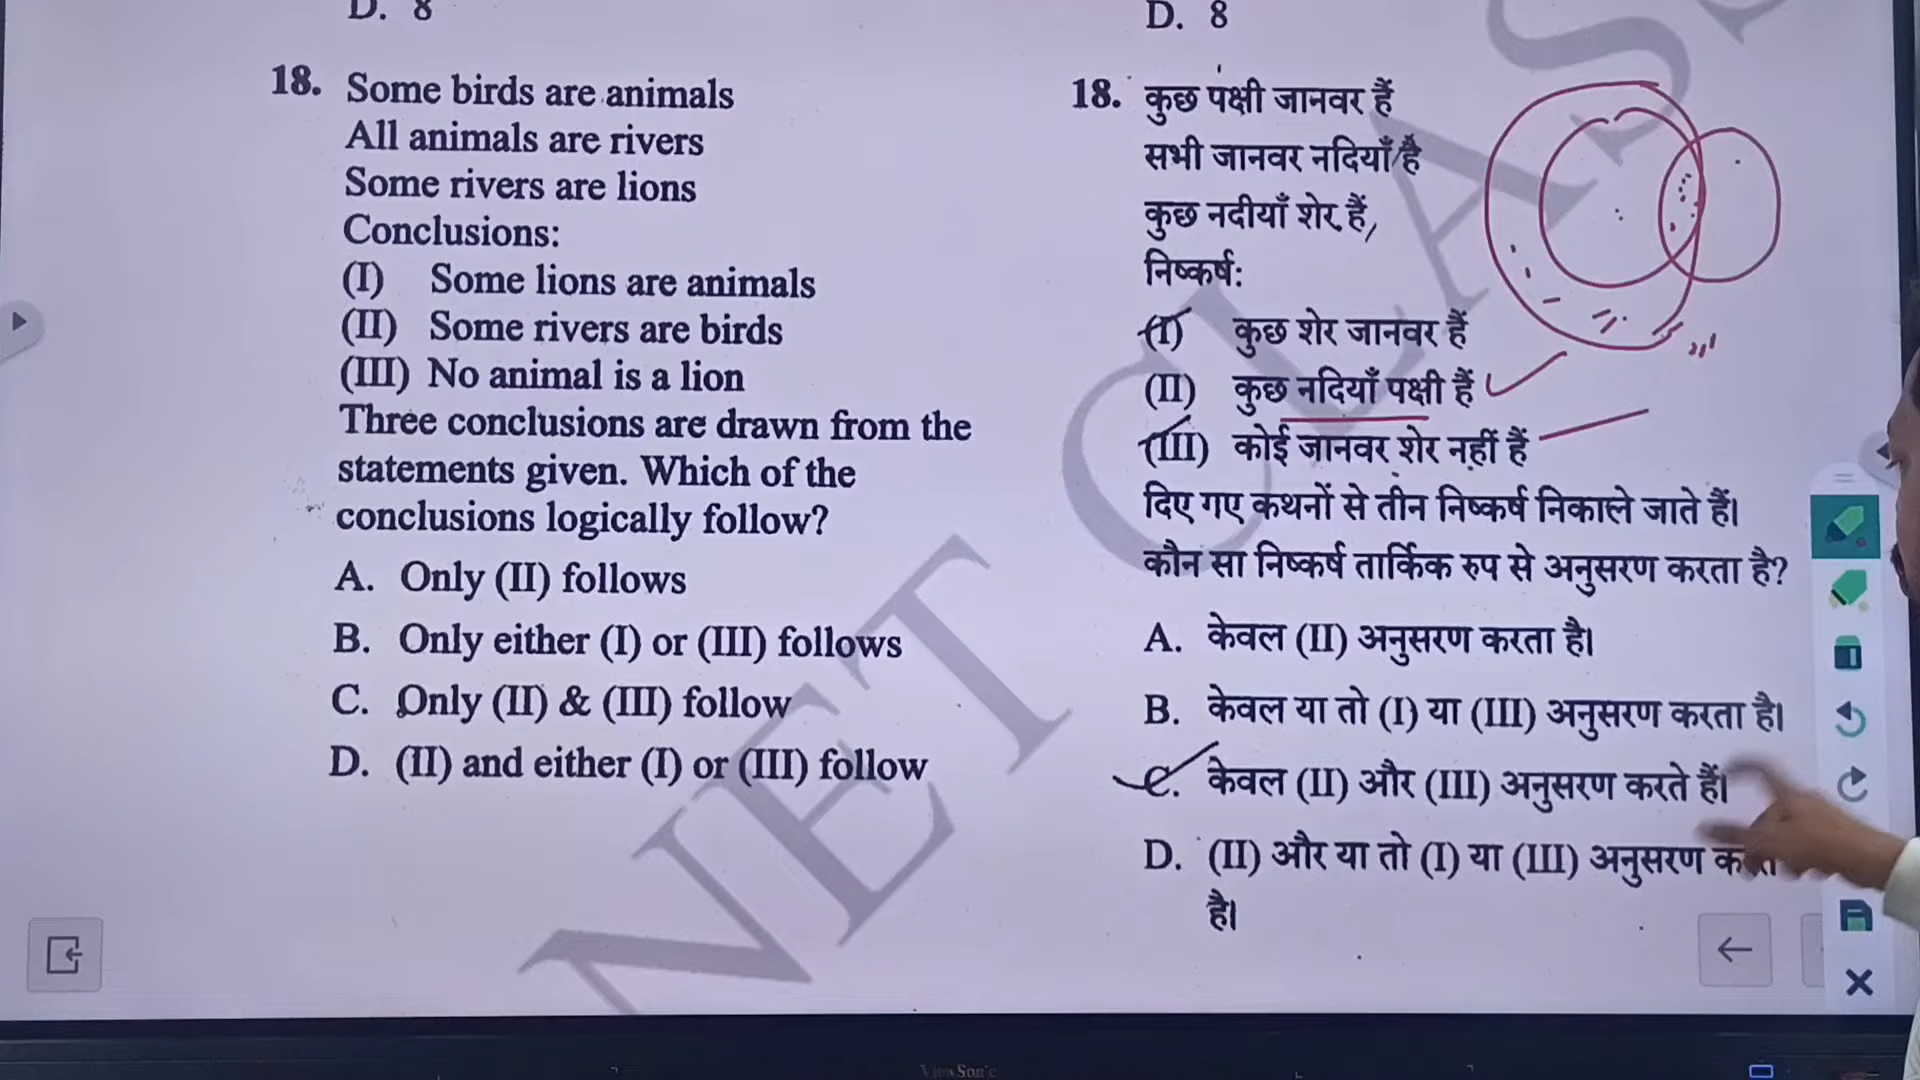 D. 8
18. Some birds are animals
All animals are rivers
Some rivers are lions
Conclusions:
(I) Some lions are animals
(II) Some rivers are birds
(III) No animal is a lion
Three conclusions are drawn from the
statements given. Which of the
conclusions logically follow?
A. Only (II) follows
B. Only either (I) or (III) follows
C. Only (II) & (III) follow
D. (II) and either (I) or (III) follow
D. 8
18. कुछ पक्षी जानवर हैं
सभी जानवर नदियाँ है
कुछ नदीयाँ शेर हैं,
निष्कर्ष:
(I) कुछ शेर जानवर हैं
(II) कुछ नदियाँ पक्षी हैं
(III) कोई जानवर शेर नहीं हैं
दिए गए कथनों से तीन निष्कर्ष निकाले जाते हैं।
कौन सा निष्कर्ष तार्किक रुप से अनुसरण करता है?
A. केवल (II) अनुसरण करता है।
B. केवल या तो (I) या (III) अनुसरण करता है।
C. केवल (II) और (III) अनुसरण करते हैं।
D. (II) और या तो (I) या (III) अनुसरण
है।
NET CLAS
ViewSonic